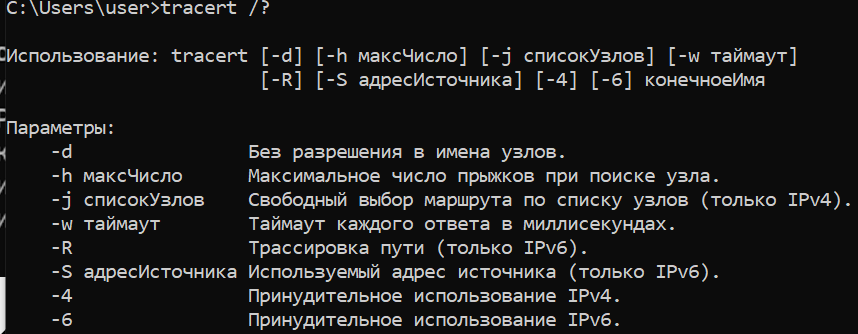 C:\Users\user>tracert /?
Использование: tracert [-d] [-h максЧисло] [-j списокУзлов] [-w таймаут]
[-R] [-S адресИсточника] [-4] [-6] конечноеИмя
Параметры:
-d Без разрешения в имена узлов.
-h максЧисло Максимальное число прыжков при поиске узла.
-j списокУзлов Свободный выбор маршрута по списку узлов (только IPv4).
-w таймаут Таймаут каждого ответа в миллисекундах.
-R Трассировка пути (только IPv6).
-S адресИсточника Используемый адрес источника (только IPv6).
-4 Принудительное использование IPv4.
-6 Принудительное использование IPv6.